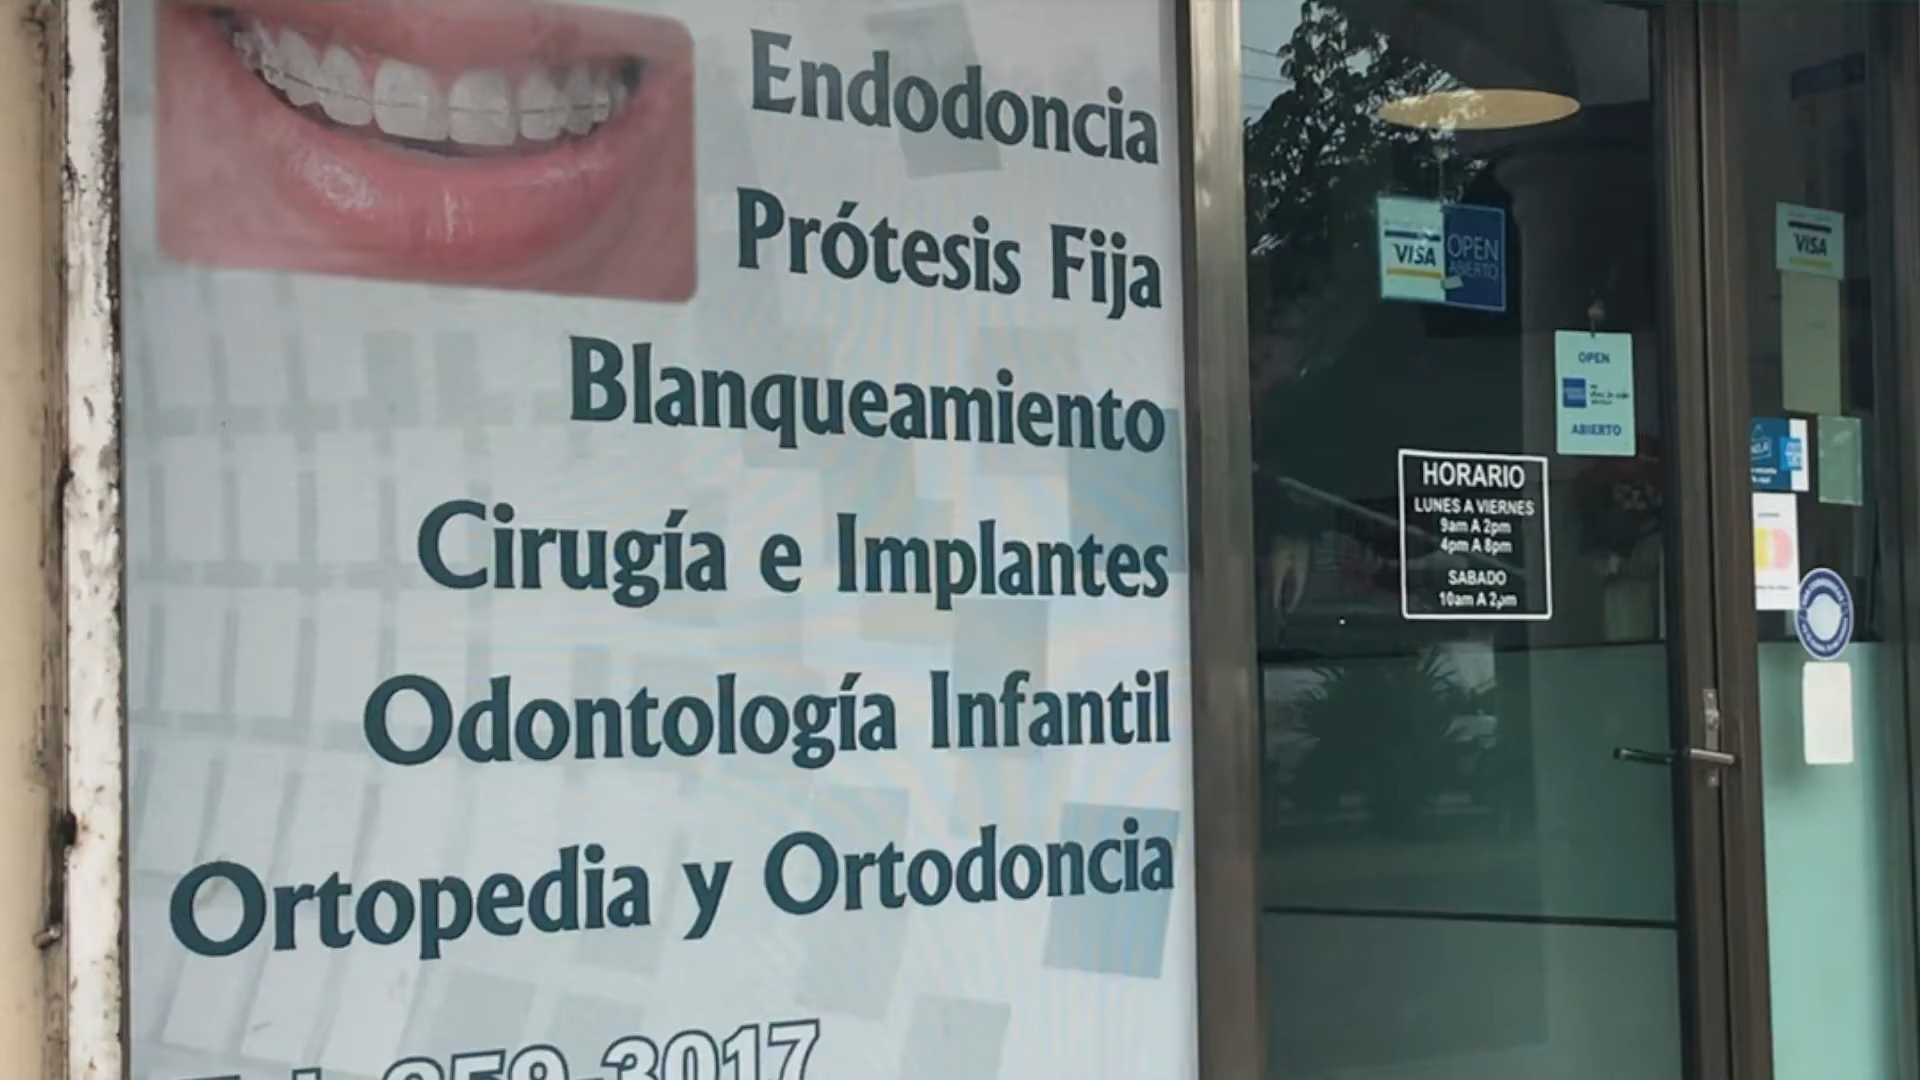 Endodoncia
Prótesis Fija
Blanqueamiento
Cirugía e Implantes
Odontología Infantil
Ortopedia y Ortodoncia
3017
VISA
OPEN
ABIERTO
OPEN
ABIERTO
HORARIO
LUNES A VIERNES
9am A 2pm
4pm A 8pm
SABADO
10am A 2pm
VISA